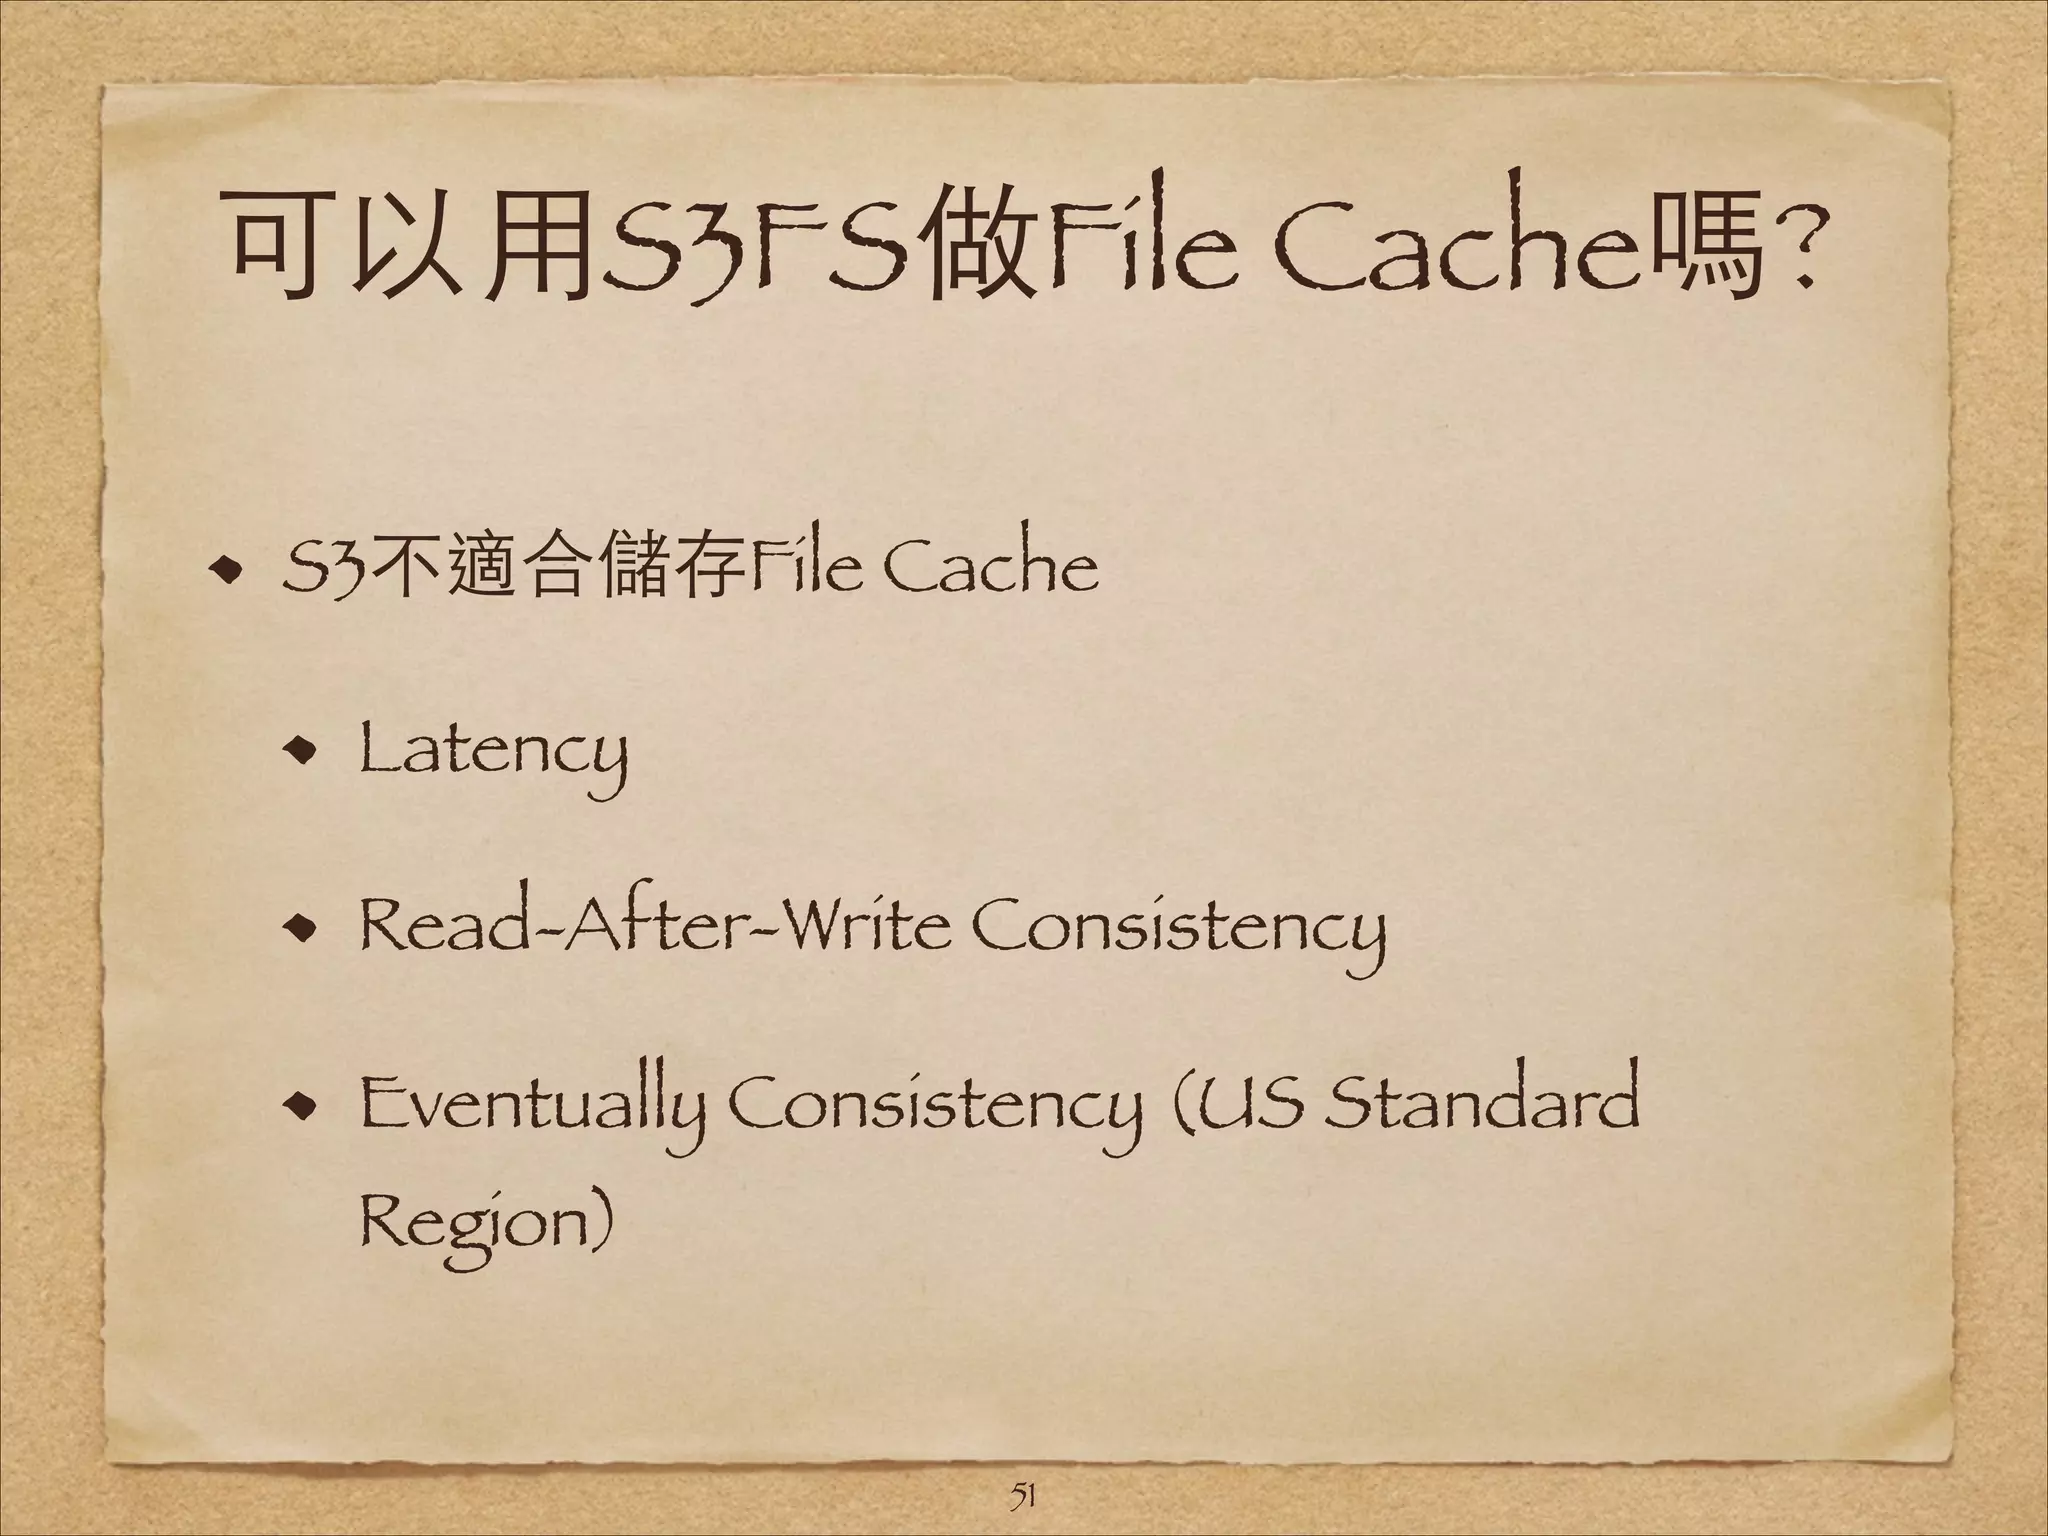 可以用S3FS做File Cache嗎?
S3不適合儲存File Cache
Latency
Read-After-Write Consistency
Eventually Consistency (US Standard
Region)
51